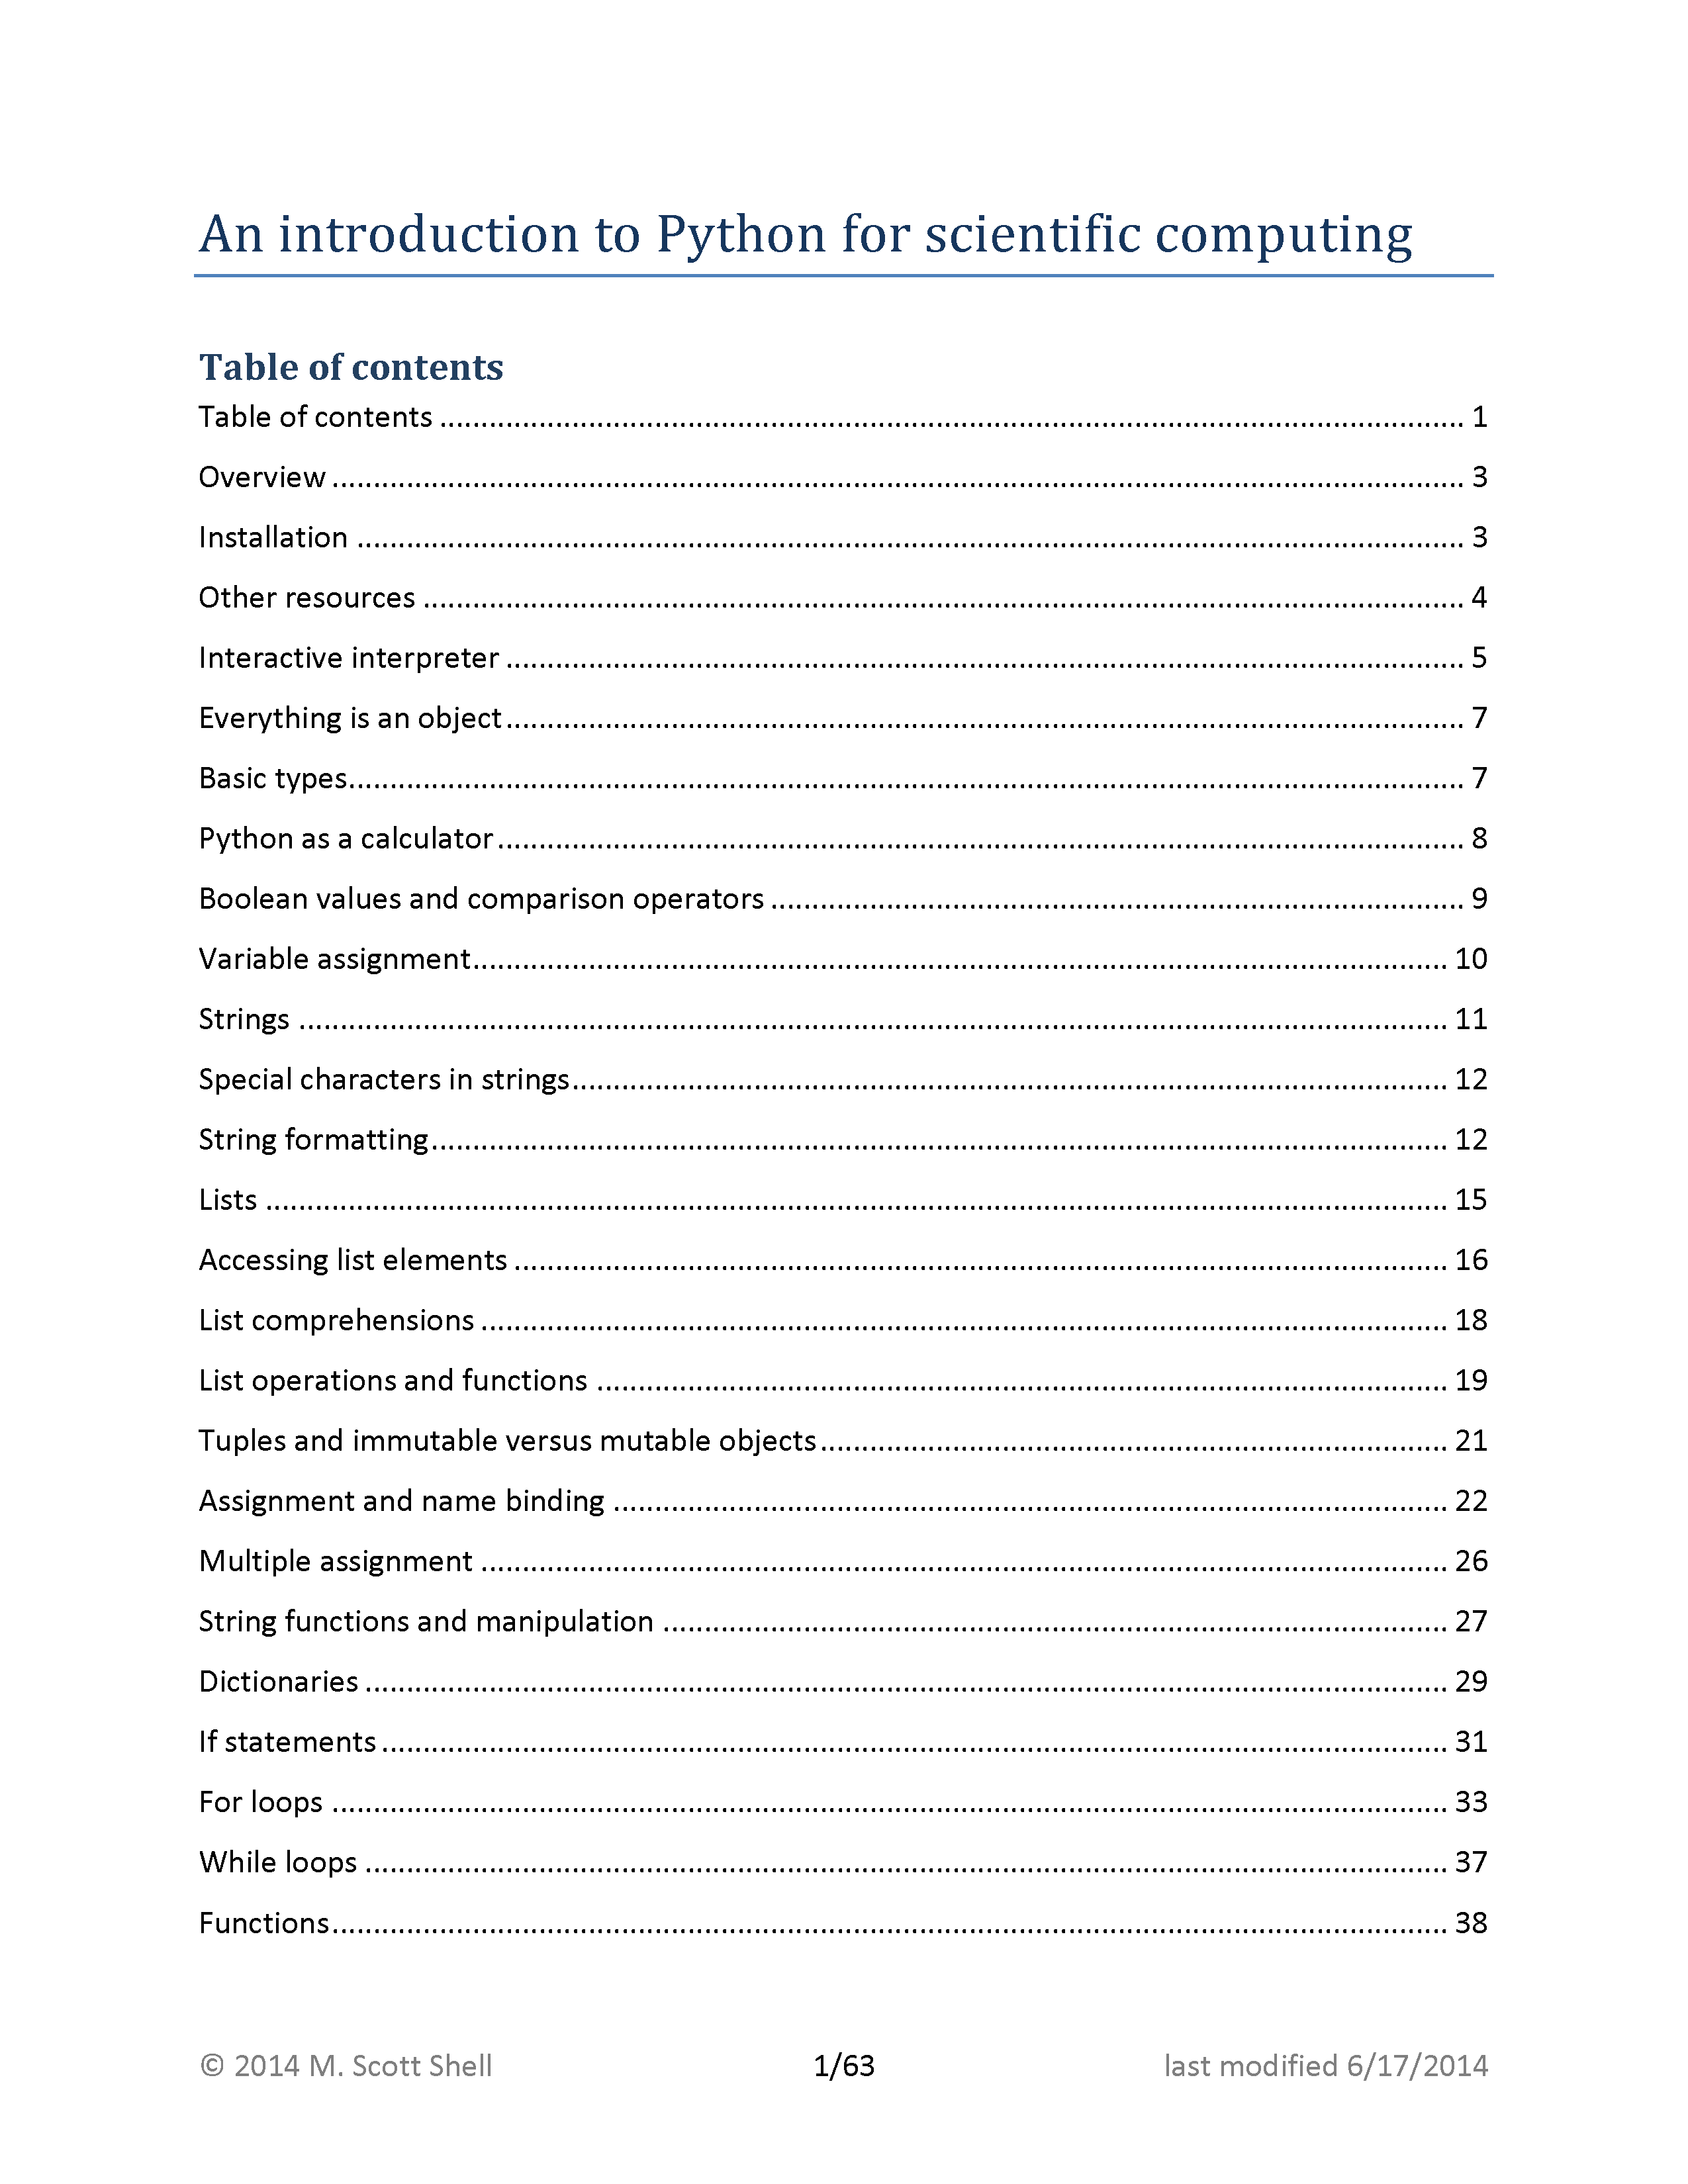 An introduction to Python for scientific computing
Table of contents
Table of contents ............................................................................................................................ 1
Overview ......................................................................................................................................... 3
Installation ...................................................................................................................................... 3
Other resources .............................................................................................................................. 4
Interactive interpreter .................................................................................................................... 5
Everything is an object .................................................................................................................... 7
Basic types....................................................................................................................................... 7
Python as a calculator ..................................................................................................................... 8
Boolean values and comparison operators .................................................................................... 9
Variable assignment...................................................................................................................... 10
Strings ........................................................................................................................................... 11
Special characters in strings.......................................................................................................... 12
String formatting........................................................................................................................... 12
Lists ............................................................................................................................................... 15
Accessing list elements ................................................................................................................. 16
List comprehensions ..................................................................................................................... 18
List operations and functions ....................................................................................................... 19
Tuples and immutable versus mutable objects............................................................................ 21
Assignment and name binding ..................................................................................................... 22
Multiple assignment ..................................................................................................................... 26
String functions and manipulation ............................................................................................... 27
Dictionaries ................................................................................................................................... 29
If statements ................................................................................................................................. 31
For loops ....................................................................................................................................... 33
While loops ................................................................................................................................... 37
Functions....................................................................................................................................... 38
© 2014 M. Scott Shell 1/63 last modified 6/17/2014